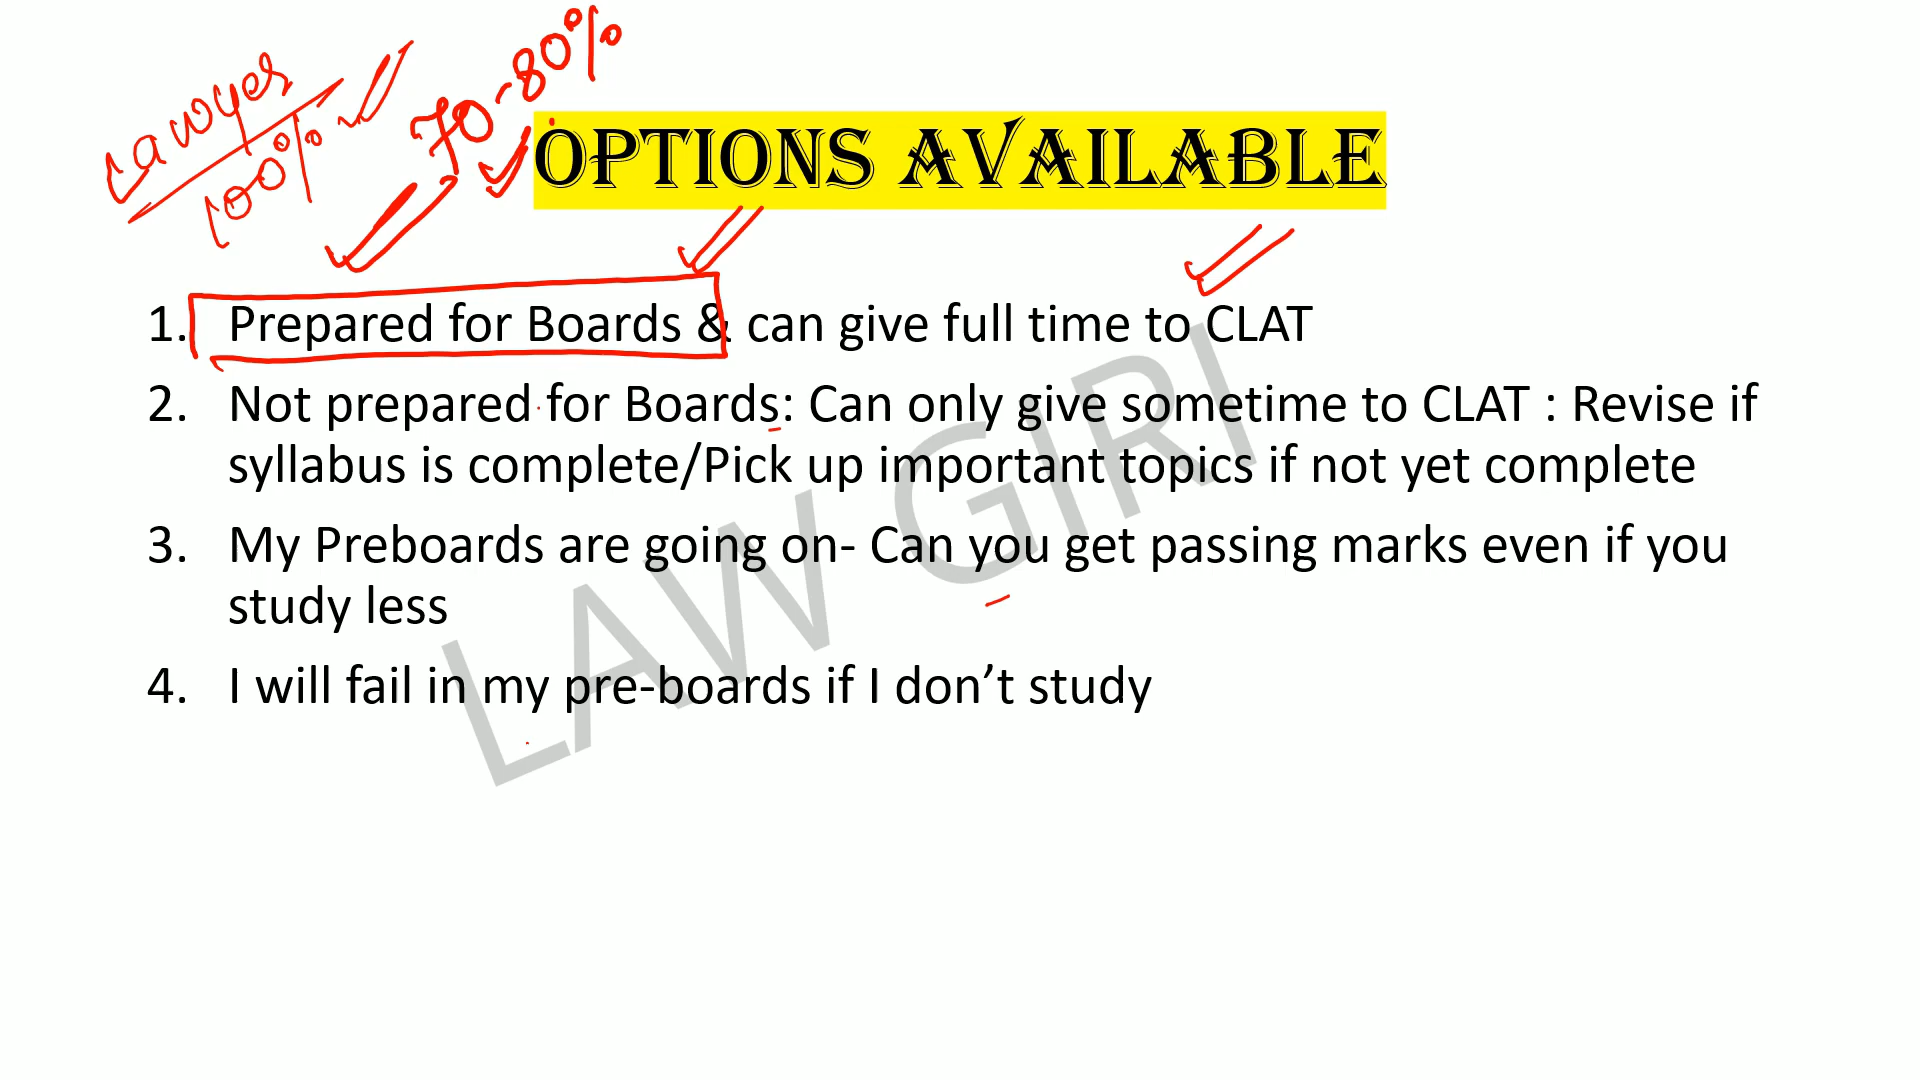 Lawyer
100%
70-80%
OPTIONS AVAILABLE
1. Prepared for Boards & can give full time to CLAT
2. Not prepared for Boards: Can only give sometime to CLAT : Revise if
syllabus is complete/Pick up important topics if not yet complete
3. My Preboards are going on- Can you get passing marks even if you
study less
4. I will fail in my pre-boards if I don’t study
LAW GIRI